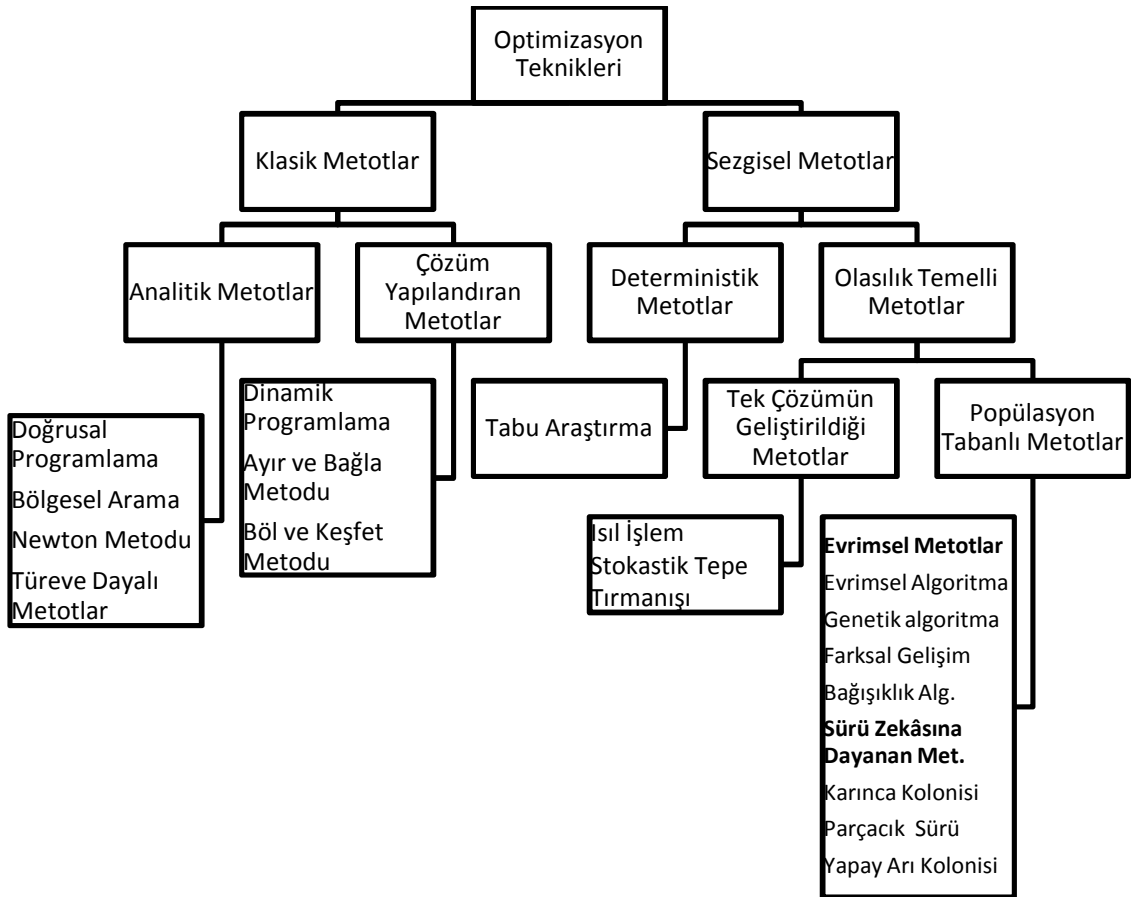 Optimizasyon
Teknikleri
Klasik Metotlar
Sezgisel Metotlar
Analitik Metotlar
Çözüm
Yapılandıran
Metotlar
Deterministik
Metotlar
Olasılık Temelli
Metotlar
Doğrusal
Programlama
Bölgesel Arama
Newton Metodu
Türeve Dayalı
Metotlar
Dinamik
Programlama
Ayır ve Bağla
Metodu
Böl ve Keşfet
Metodu
Tabu Araştırma
Tek Çözümün
Geliştirildiği
Metotlar
Popülasyon
Tabanlı Metotlar
Isıl İşlem
Stokastik Tepe
Tırmanışı
Evrimsel Metotlar
Evrimsel Algoritma
Genetik algoritma
Farksal Gelişim
Bağışıklık Alg.
Sürü Zekâsına
Dayanan Met.
Karınca Kolonisi
Parçacık Sürü
Yapay Arı Kolonisi